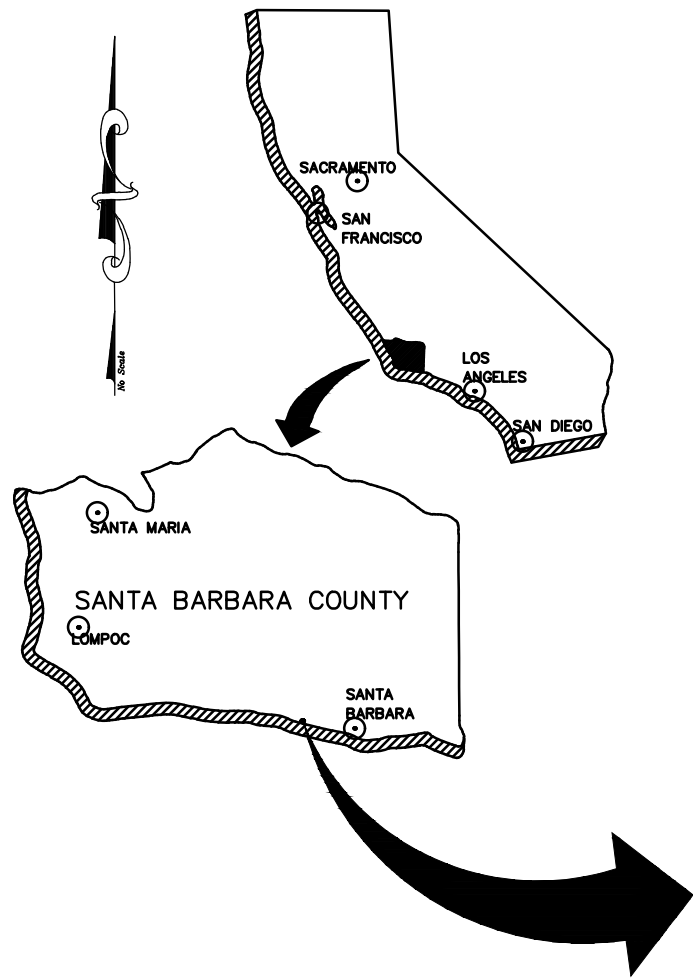 SACRAMENTO
SAN
FRANCISCO
No Scale
LOS
ANGELES
SAN DIEGO
SANTA MARIA
SANTA BARBARA COUNTY
LOMPOC
SANTA
BARBARA